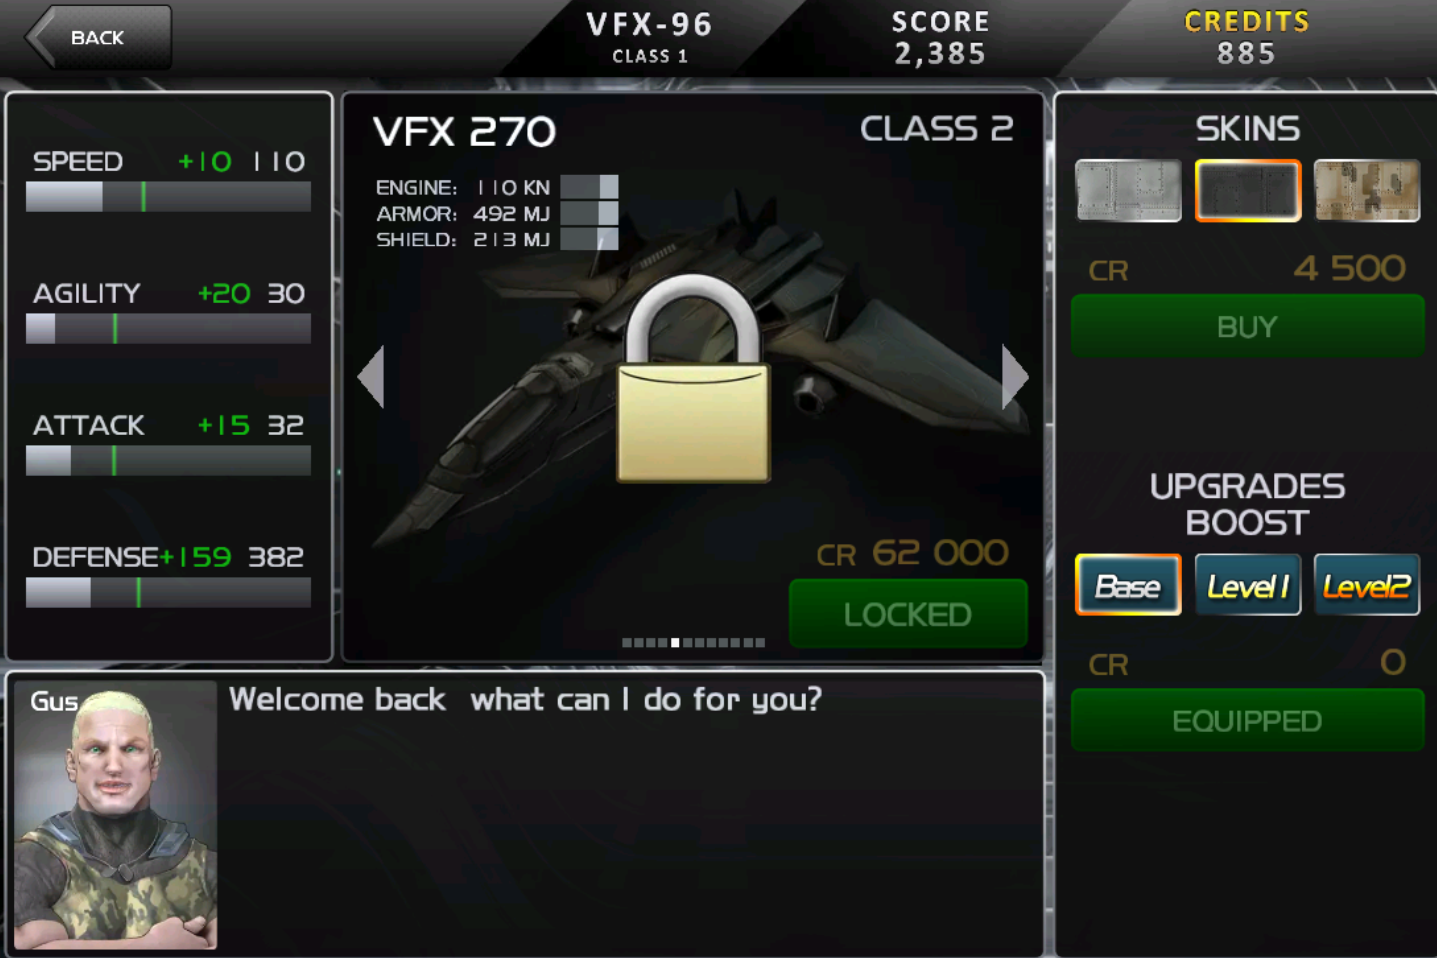 BACK
VFX-96
CLASS 1
SCORE
2,385
CREDITS
885
SPEED +10 110
AGILITY +20 30
ATTACK +15 32
DEFENSE +159 382
VFX 270
CLASS 2
ENGINE: 110 KN
ARMOR: 492 MJ
SHIELD: 213 MJ
CR 62 000
LOCKED
SKINS
CR 4 500
BUY
UPGRADES
BOOST
Base Level 1 Level2
CR 0
EQUIPPED
Gus
Welcome back what can I do for you?